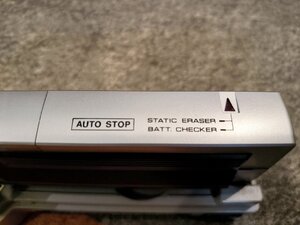 AUTO STOP
STATIC ERASER
BATT. CHECKER